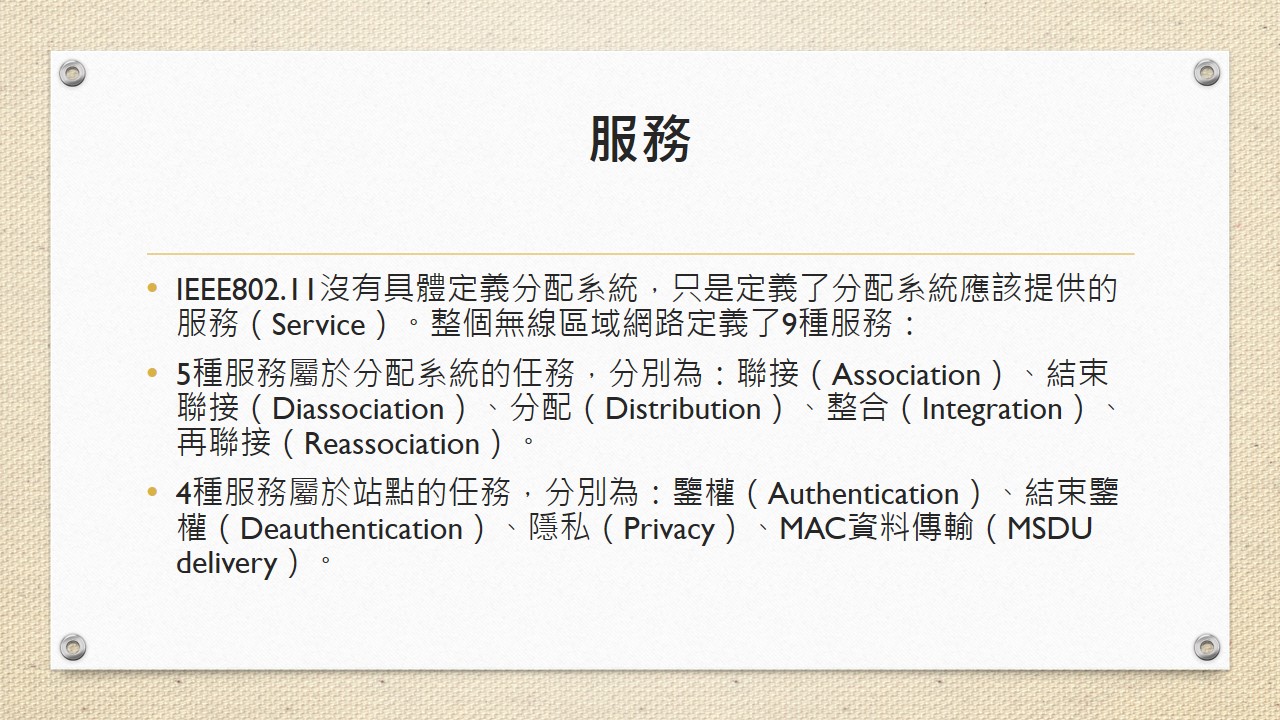 服務
• IEEE802.11沒有具體定義分配系統，只是定義了分配系統應該提供的
服務（Service）。整個無線區域網路定義了9種服務：
• 5種服務屬於分配系統的任務，分別為：聯接（Association）、結束
聯接（Diassociation）、分配（Distribution）、整合（Integration）、
再聯接（Reassociation）。
• 4種服務屬於站點的任務，分別為：鑒權（Authentication）、結束鑒
權（Deauthentication）、隱私（Privacy）、MAC資料傳輸（MSDU
delivery）。